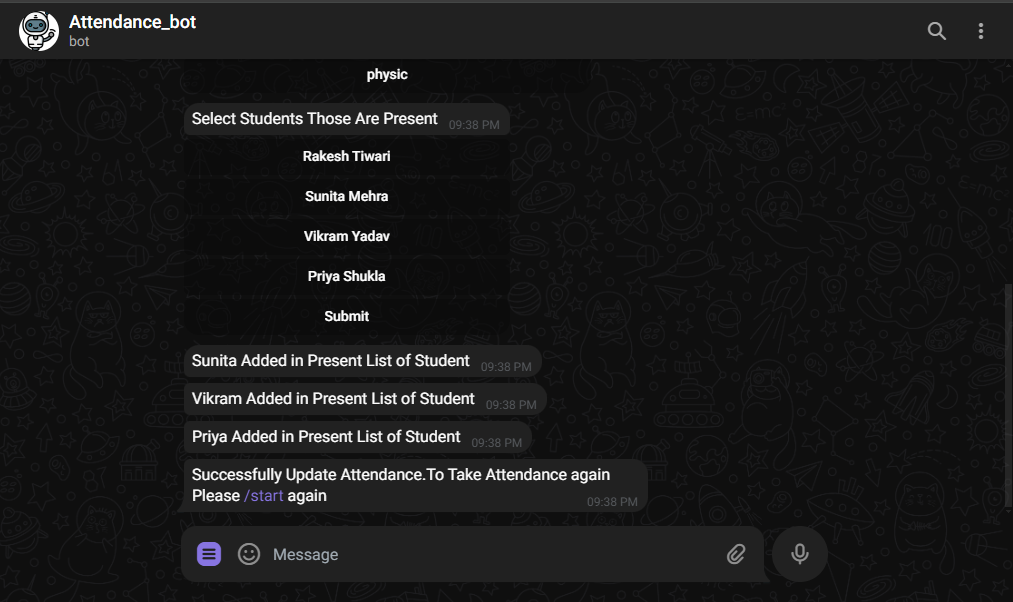 Attendance_bot
bot
physic
Select Students Those Are Present 09:38 PM
Rakesh Tiwari
Sunita Mehra
Vikram Yadav
Priya Shukla
Submit
Sunita Added in Present List of Student 09:38 PM
Vikram Added in Present List of Student 09:38 PM
Priya Added in Present List of Student 09:38 PM
Successfully Update Attendance.To Take Attendance again
Please /start again 09:38 PM
Message